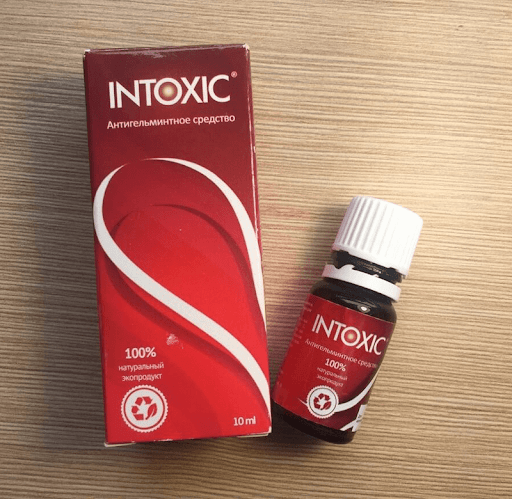 INTOXIC®
Антигельминтное средство
100%
натуральный
экопродукт
10 ml
INTOXIC
Антигельминтное средство
100%
натуральный
экопродукт